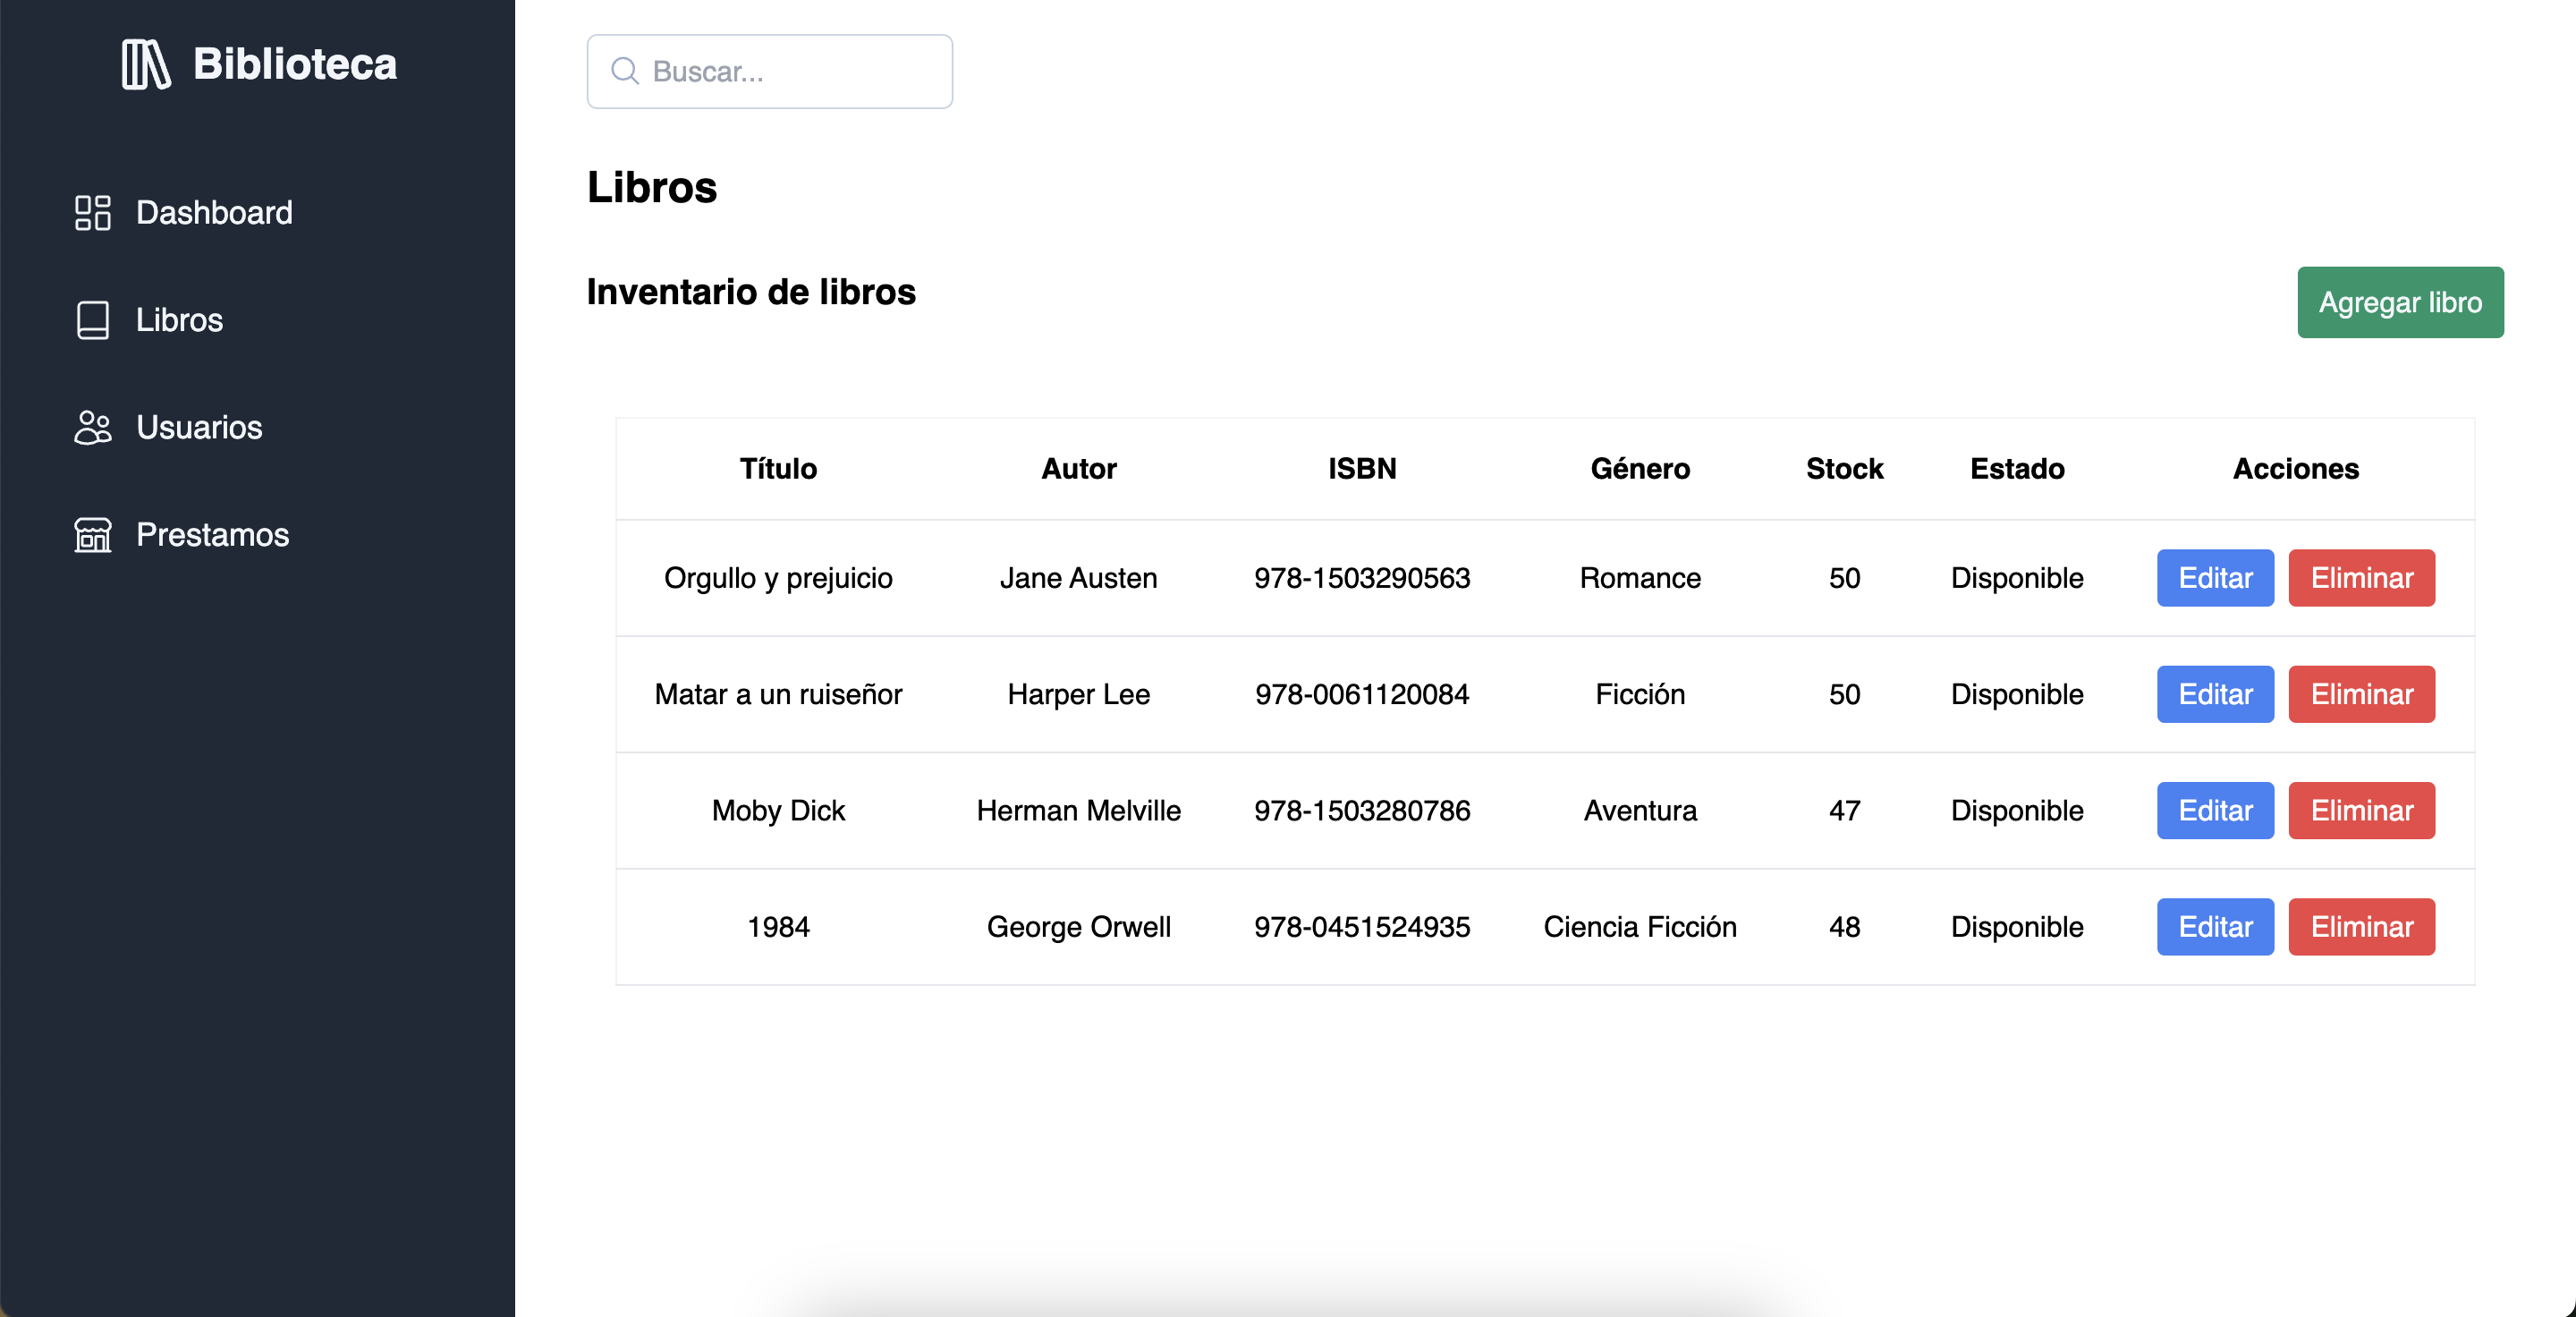 Biblioteca
Dashboard
Libros
Usuarios
Prestamos
Buscar...
Libros
Inventario de libros
Agregar libro
Título Autor ISBN Género Stock Estado Acciones
Orgullo y prejuicio Jane Austen 978-1503290563 Romance 50 Disponible Editar Eliminar
Matar a un ruiseñor Harper Lee 978-0061120084 Ficción 50 Disponible Editar Eliminar
Moby Dick Herman Melville 978-1503280786 Aventura 47 Disponible Editar Eliminar
1984 George Orwell 978-0451524935 Ciencia Ficción 48 Disponible Editar Eliminar